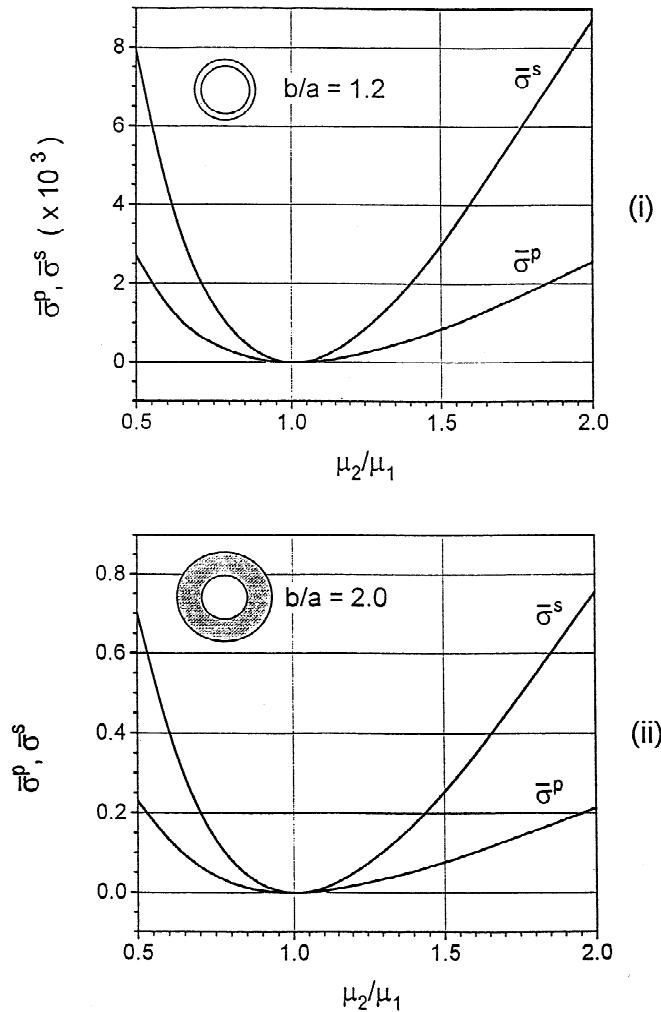 8
6
4
2
0
σ̄ᵖ, σ̄ˢ ( x 10³ )
b/a = 1.2
σ̄ˢ
σ̄ᵖ
(i)
0.5 1.0 1.5 2.0
μ₂/μ₁
0.8
0.6
0.4
0.2
0.0
σ̄ᵖ, σ̄ˢ
b/a = 2.0
σ̄ˢ
σ̄ᵖ
(ii)
0.5 1.0 1.5 2.0
μ₂/μ₁